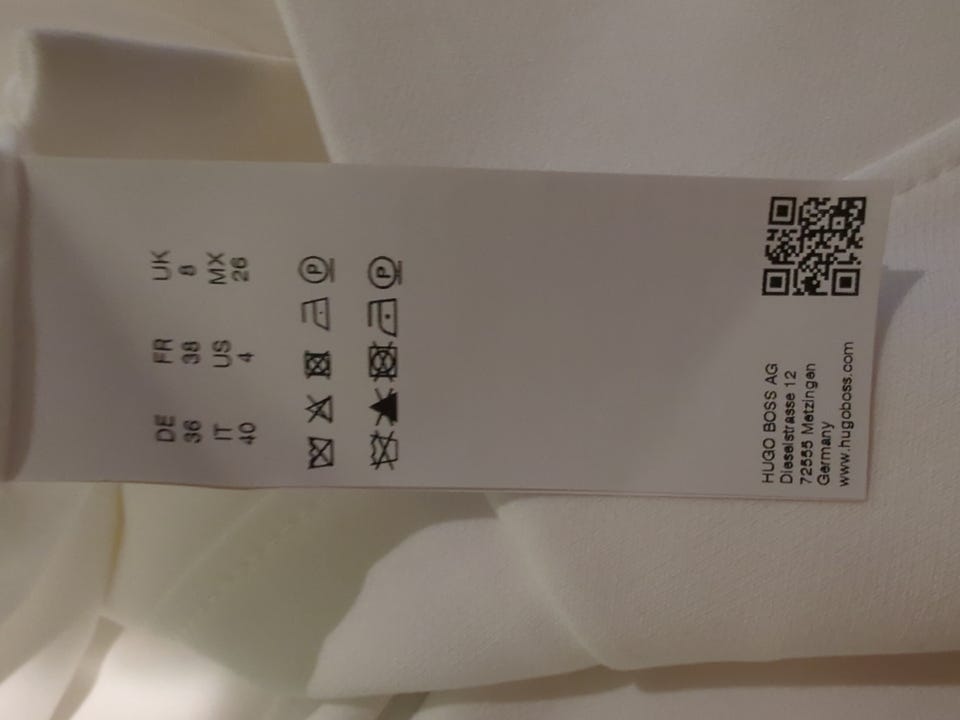 DE FR UK
36 38 8
IT US MX
40 4 26
P
P
HUGO BOSS AG
Dieselstrasse 12
72555 Metzingen
Germany
www.hugoboss.com